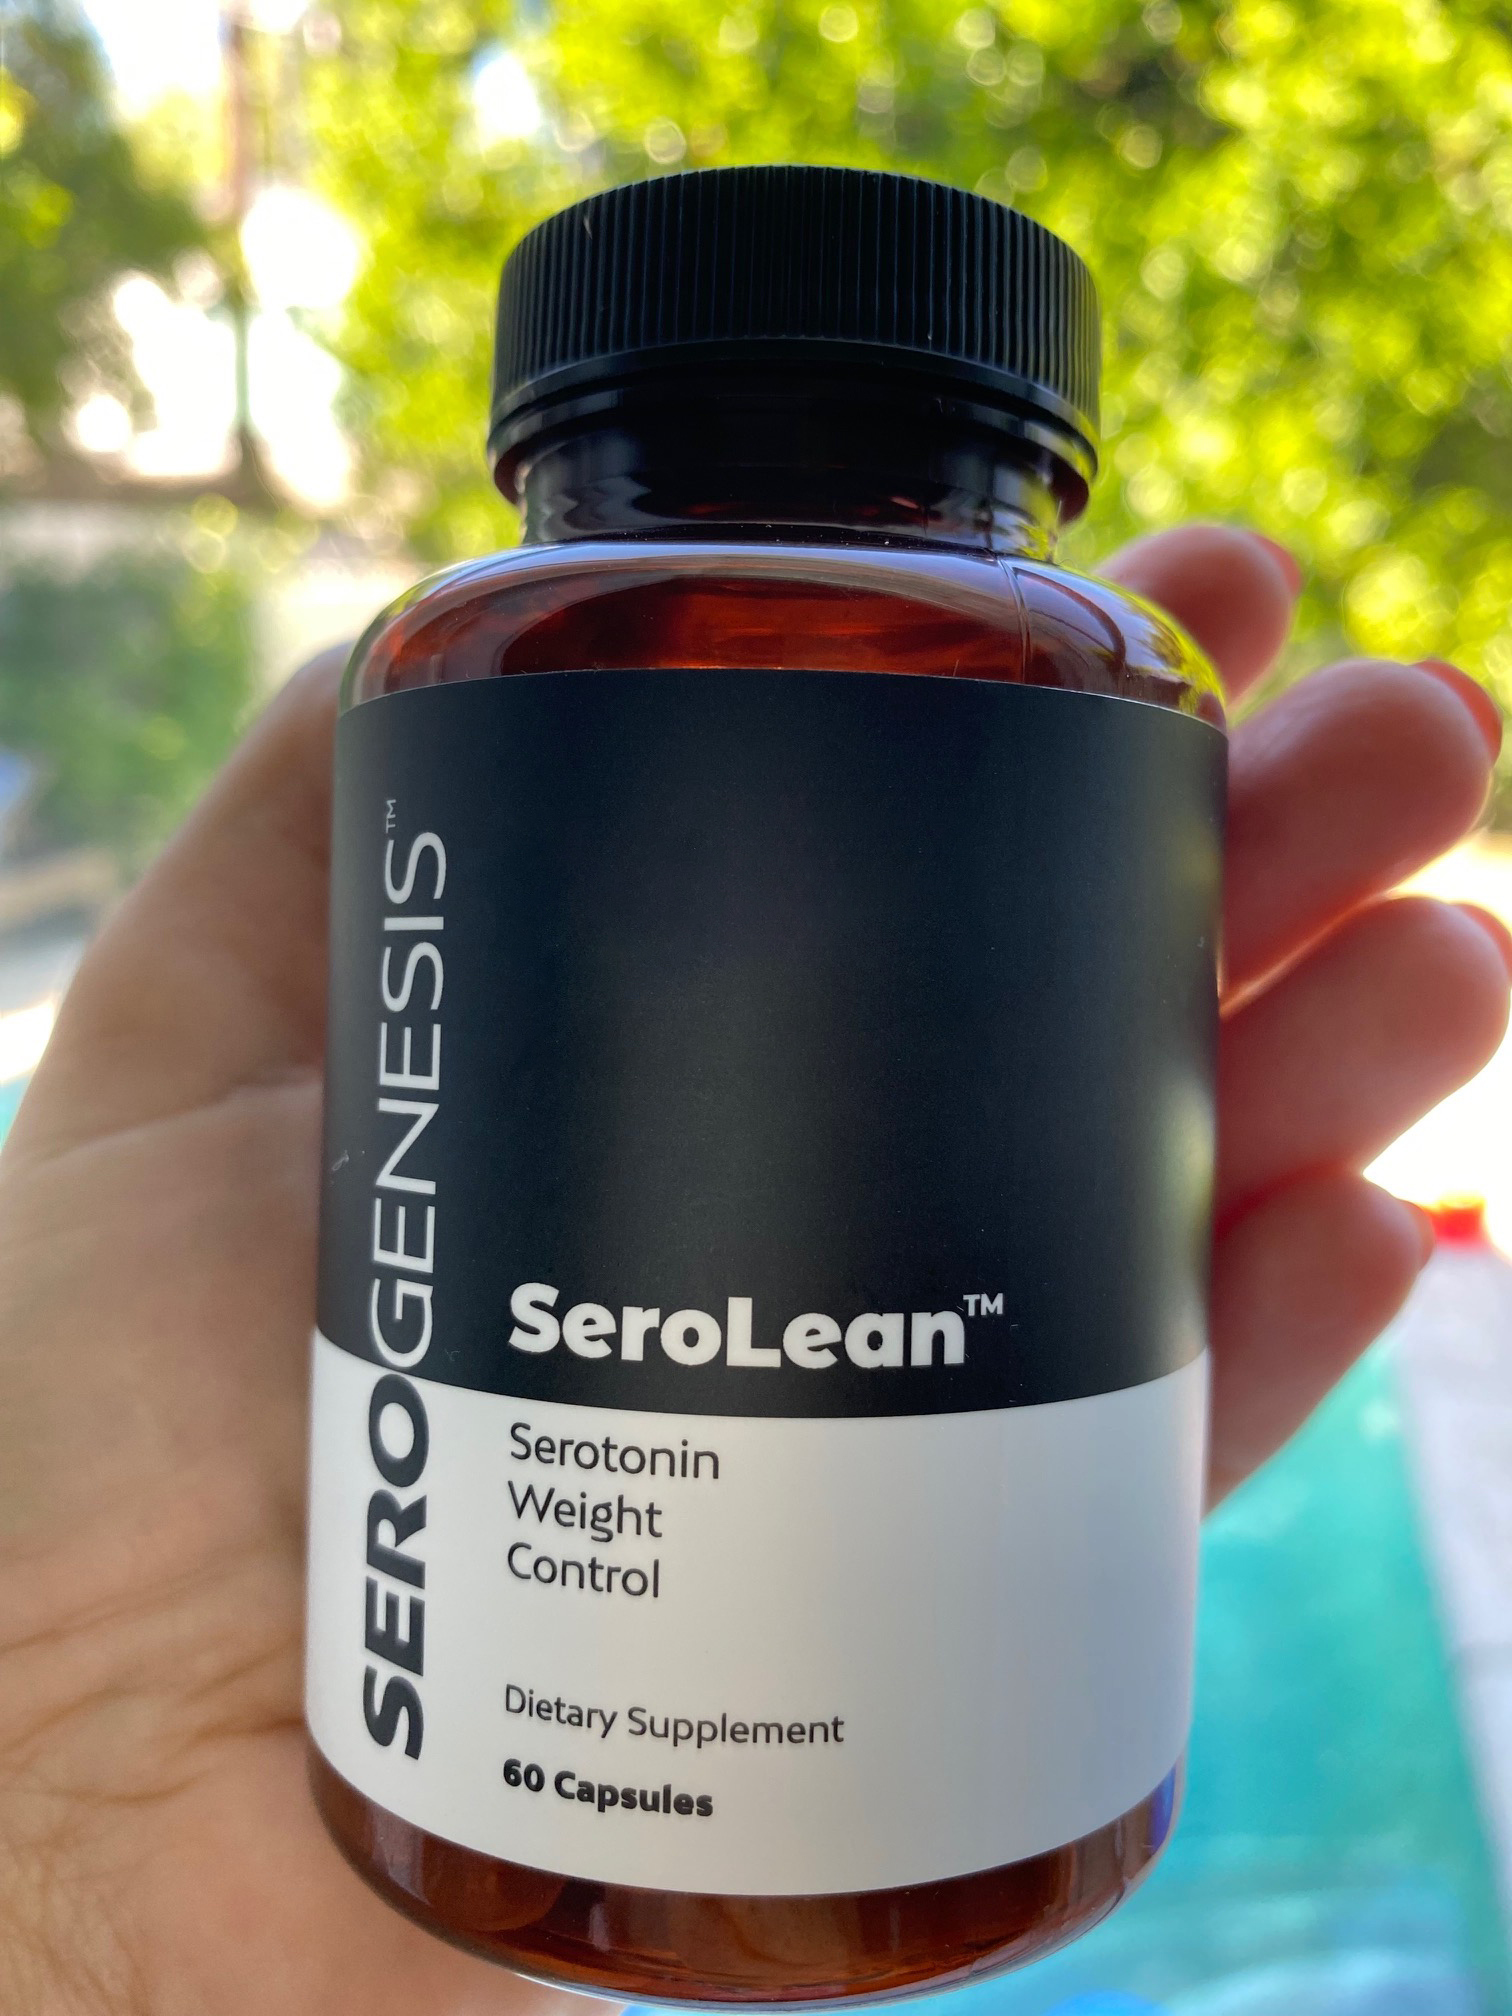 SEROGENESIS™
SeroLean™
Serotonin
Weight
Control
Dietary Supplement
60 Capsules